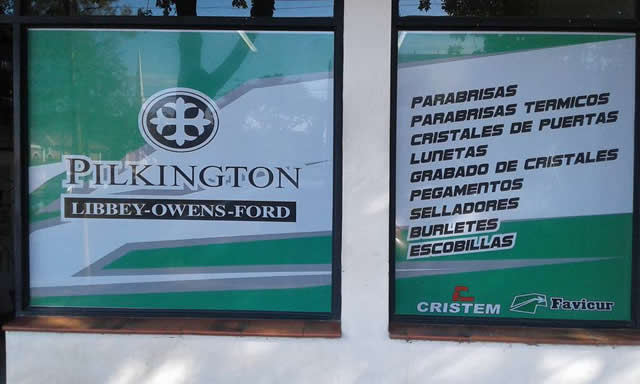 PILKINGTON
LIBBEY-OWENS-FORD
PARABRISAS
PARABRISAS TERMICOS
CRISTALES DE PUERTAS
LUNETAS
GRABADO DE CRISTALES
PEGAMENTOS
SELLADORES
BURLETES
ESCOBILLAS
CRISTEM
Favicur